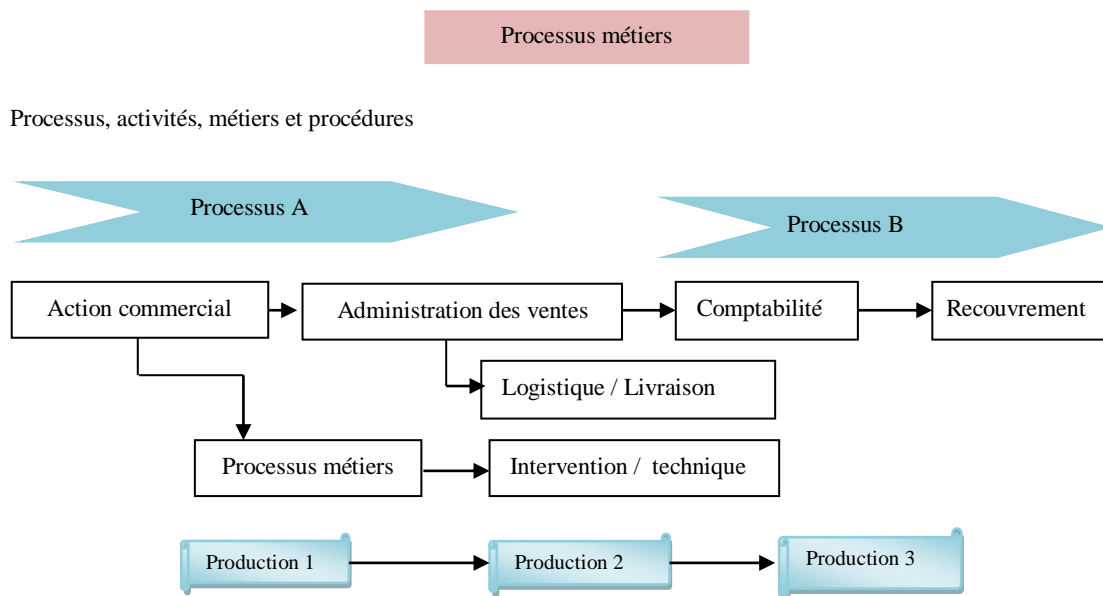 Processus métiers
Processus, activités, métiers et procédures
Processus A
Processus B
Action commercial
Administration des ventes
Comptabilité
Recouvrement
Logistique / Livraison
Processus métiers
Intervention / technique
Production 1
Production 2
Production 3